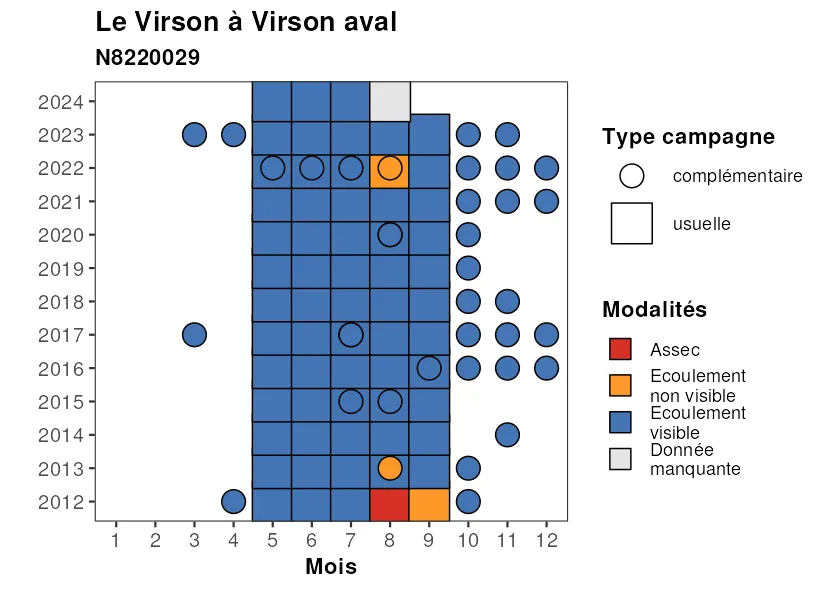 Le Virson à Virson aval
N8220029
2024
2023
2022
2021
2020
2019
2018
2017
2016
2015
2014
2013
2012
1 2 3 4 5 6 7 8 9 10 11 12
Mois
Type campagne
complémentaire
usuelle
Modalités
Assec
Ecoulement
non visible
Ecoulement
visible
Donnée
manquante